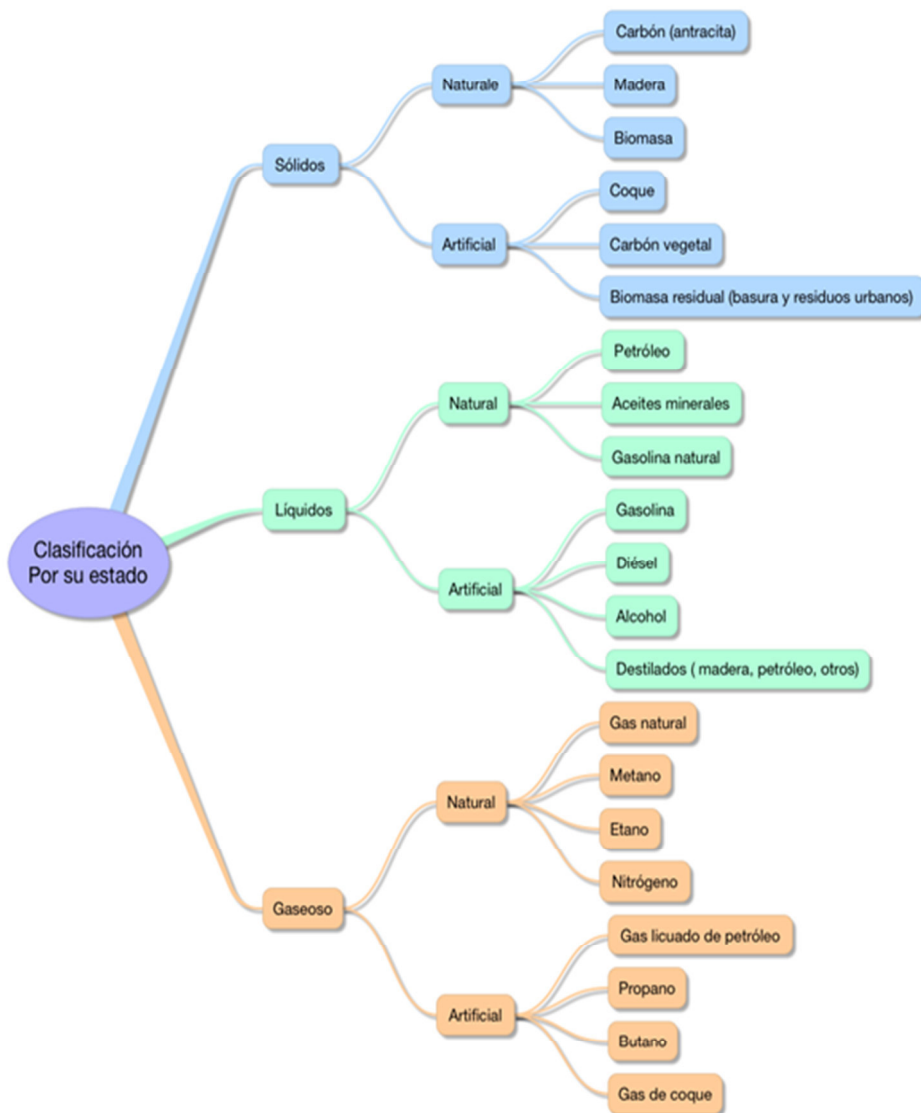 Clasificación
Por su estado
Sólidos
Naturale
Carbón (antracita)
Madera
Biomasa
Artificial
Coque
Carbón vegetal
Biomasa residual (basura y residuos urbanos)
Líquidos
Natural
Petróleo
Aceites minerales
Gasolina natural
Artificial
Gasolina
Diésel
Alcohol
Destilados ( madera, petróleo, otros)
Gaseoso
Natural
Gas natural
Metano
Etano
Nitrógeno
Artificial
Gas licuado de petróleo
Propano
Butano
Gas de coque